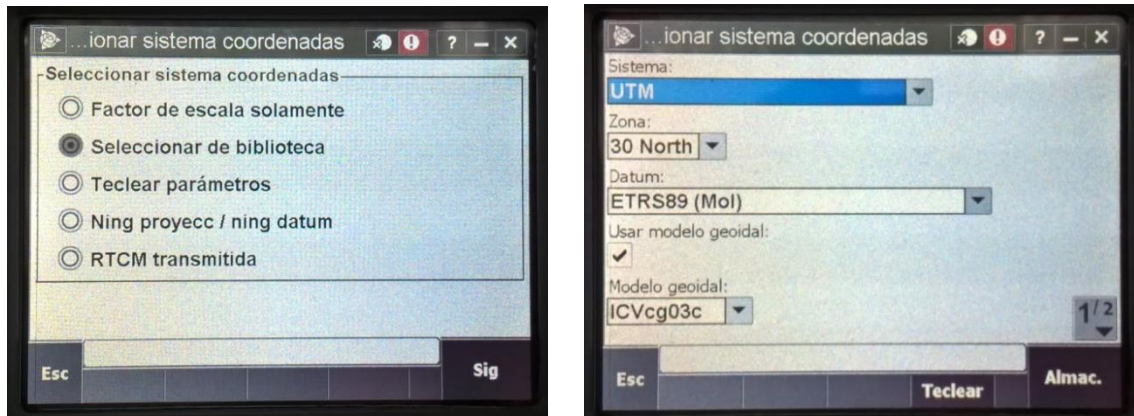 ...ionar sistema coordenadas ? – ×
Seleccionar sistema coordenadas
Factor de escala solamente
Seleccionar de biblioteca
Teclear parámetros
Ning proyecc / ning datum
RTCM transmitida
Esc Sig
...ionar sistema coordenadas ? – ×
Sistema:
UTM
Zona:
30 North
Datum:
ETRS89 (Mol)
Usar modelo geoidal:
Modelo geoidal:
ICVcg03c
1/2
Esc Teclear Almac.